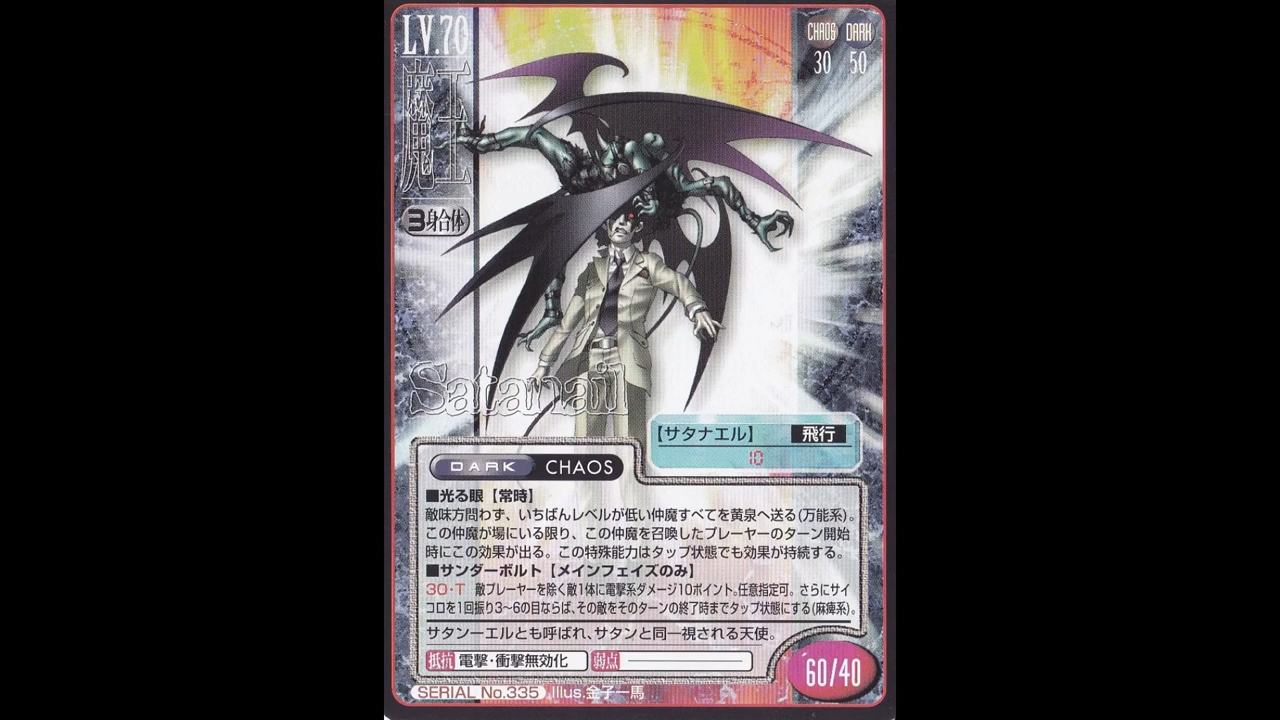 LV.70
CHAOS DARK
30 50
魔王
3身合体
Satanail
【サタナエル】 飛行
10
DARK CHAOS
■光る眼【常時】
敵味方問わず、いちばんレベルが低い仲魔すべてを黄泉へ送る(万能系)。
この仲魔が場にいる限り、この仲魔を召喚したプレーヤーのターン開始
時にこの効果が出る。この特殊能力はタップ状態でも効果が持続する。
■サンダーボルト【メインフェイズのみ】
30・T 敵プレーヤーを除く敵1体に電撃系ダメージ10ポイント。任意指定可。さらにサイ
コロを1回振り3〜6の目ならば、その敵をそのターンの終了時までタップ状態にする(麻痺系)。
サタンーエルとも呼ばれ、サタンと同一視される天使。
抵抗 電撃・衝撃無効化 弱点 ―
60/40
SERIAL No.335 Illus.金子一馬